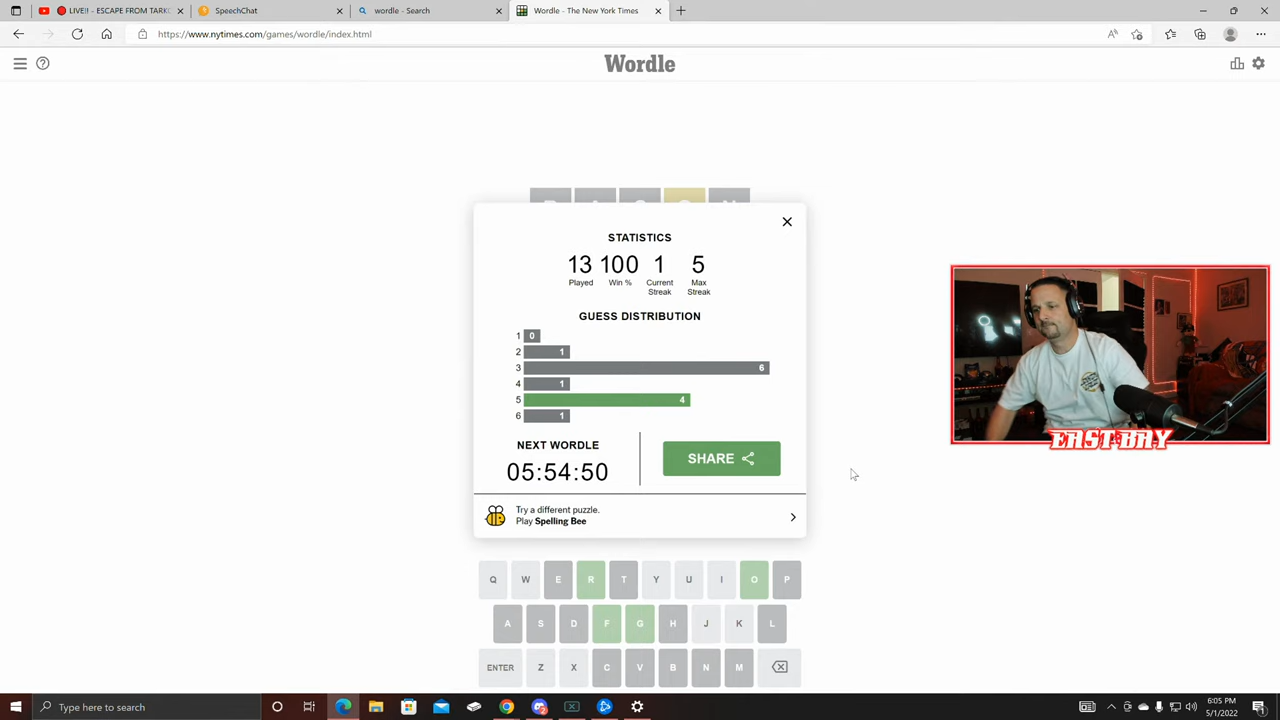 LIVE!! - ESCAPE FROM TARKO
SpeechChat
wordle - Search
Wordle - The New York Times
https://www.nytimes.com/games/wordle/index.html
Wordle
STATISTICS
13 100 1 5
Played Win % Current Streak Max Streak
GUESS DISTRIBUTION
1 0
2 1
3 6
4 1
5 4
6 1
NEXT WORDLE
05:54:50
SHARE
Try a different puzzle.
Play Spelling Bee
EAST BAY
Q W E R T Y U I O P
A S D F G H J K L
ENTER Z X C V B N M
Type here to search
6:05 PM
5/1/2022